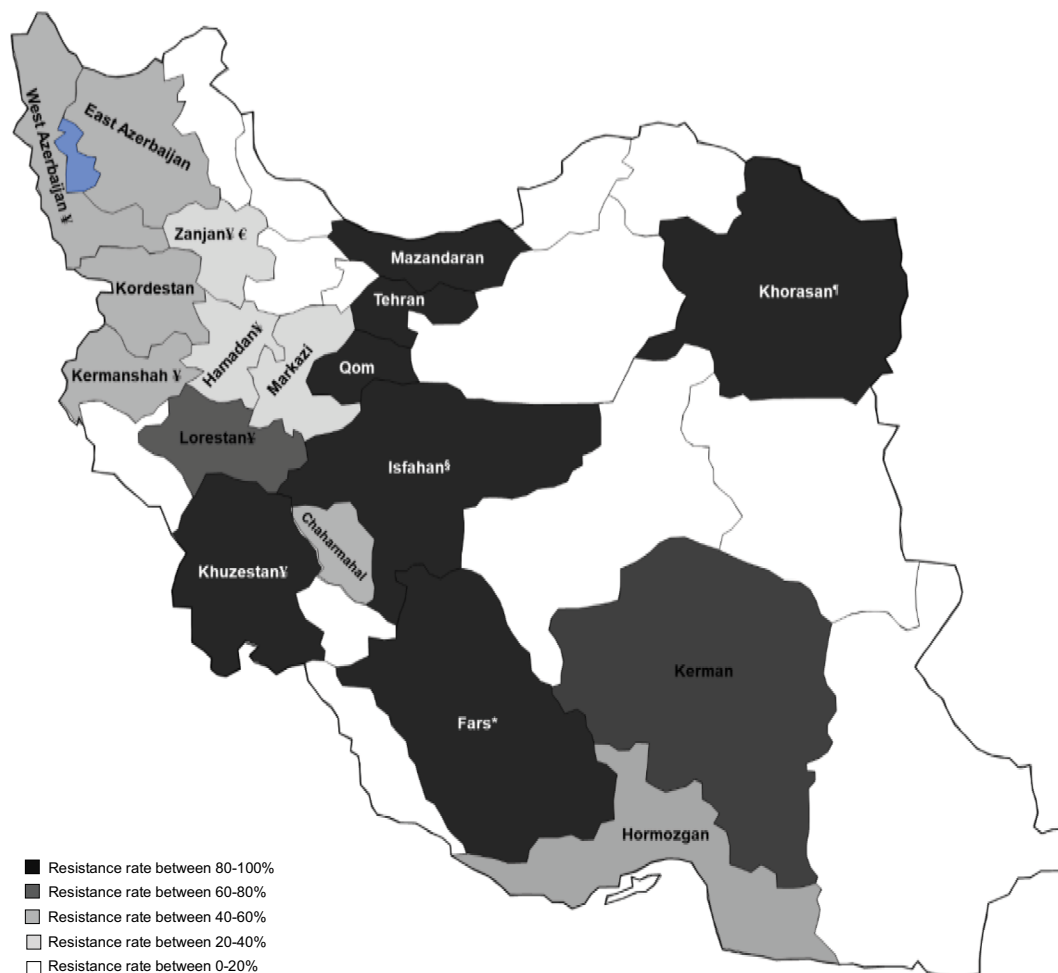 West Azerbaijan ¥
East Azerbaijan
Zanjan¥ €
Mazandaran
Kordestan
Tehran
Khorasan¶
Hamadan¥
Markazi
Qom
Kermanshah ¥
Lorestan¥
Isfahan§
Chaharmahal
Khuzestan¥
Kerman
Fars*
Hormozgan
Resistance rate between 80-100%
Resistance rate between 60-80%
Resistance rate between 40-60%
Resistance rate between 20-40%
Resistance rate between 0-20%